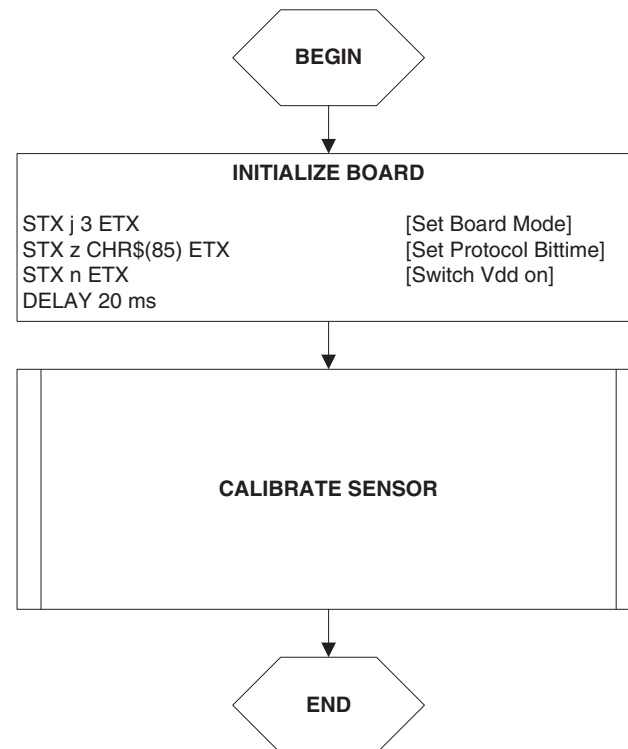 BEGIN
INITIALIZE BOARD
STX j 3 ETX [Set Board Mode]
STX z CHR$(85) ETX [Set Protocol Bittime]
STX n ETX [Switch Vdd on]
DELAY 20 ms
CALIBRATE SENSOR
END